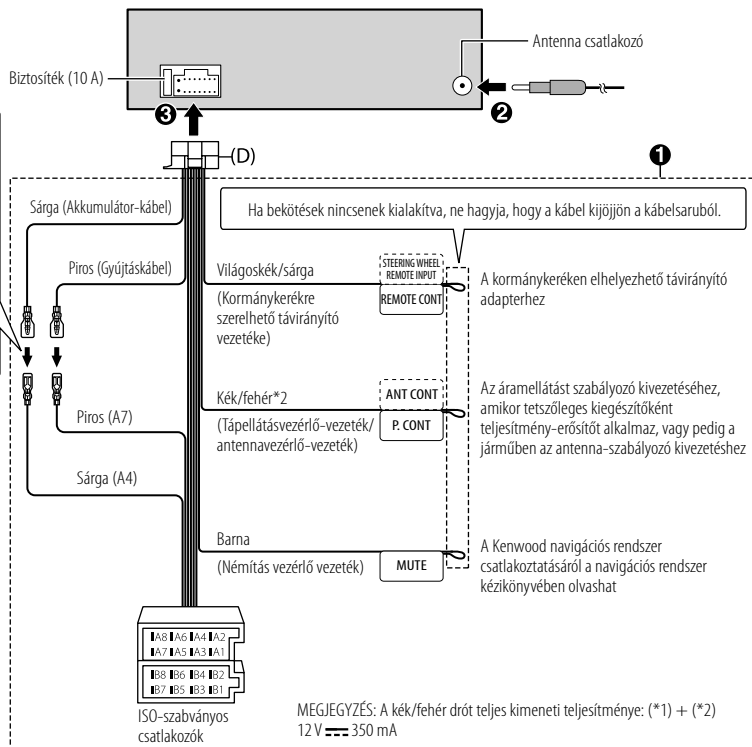 Antenna csatlakozó
Biztosíték (10 A)
❷
❸
(D)
❶
Sárga (Akkumulátor-kábel)
Ha bekötések nincsenek kialakítva, ne hagyja, hogy a kábel kijöjjön a kábelsaruból.
Piros (Gyújtáskábel)
Világoskék/sárga
(Kormánykerékre
szerelhető távirányító
vezetéke)
STEERING WHEEL
REMOTE INPUT
REMOTE CONT
A kormánykeréken elhelyezhető távirányító
adapterhez
Kék/fehér*2
(Tápellátásvezérlő-vezeték/
antennavezérlő-vezeték)
ANT CONT
P. CONT
Az áramellátást szabályozó kivezetéséhez,
amikor tetszőleges kiegészítőként
teljesítmény-erősítőt alkalmaz, vagy pedig a
járműben az antenna-szabályozó kivezetéshez
Piros (A7)
Sárga (A4)
Barna
(Némítás vezérlő vezeték)
MUTE
A Kenwood navigációs rendszer
csatlakoztatásáról a navigációs rendszer
kézikönyvében olvashat
A8 A6 A4 A2
A7 A5 A3 A1
B8 B6 B4 B2
B7 B5 B3 B1
ISO-szabványos
csatlakozók
MEGJEGYZÉS: A kék/fehér drót teljes kimeneti teljesítménye: (*1) + (*2)
12 V ⎓ 350 mA